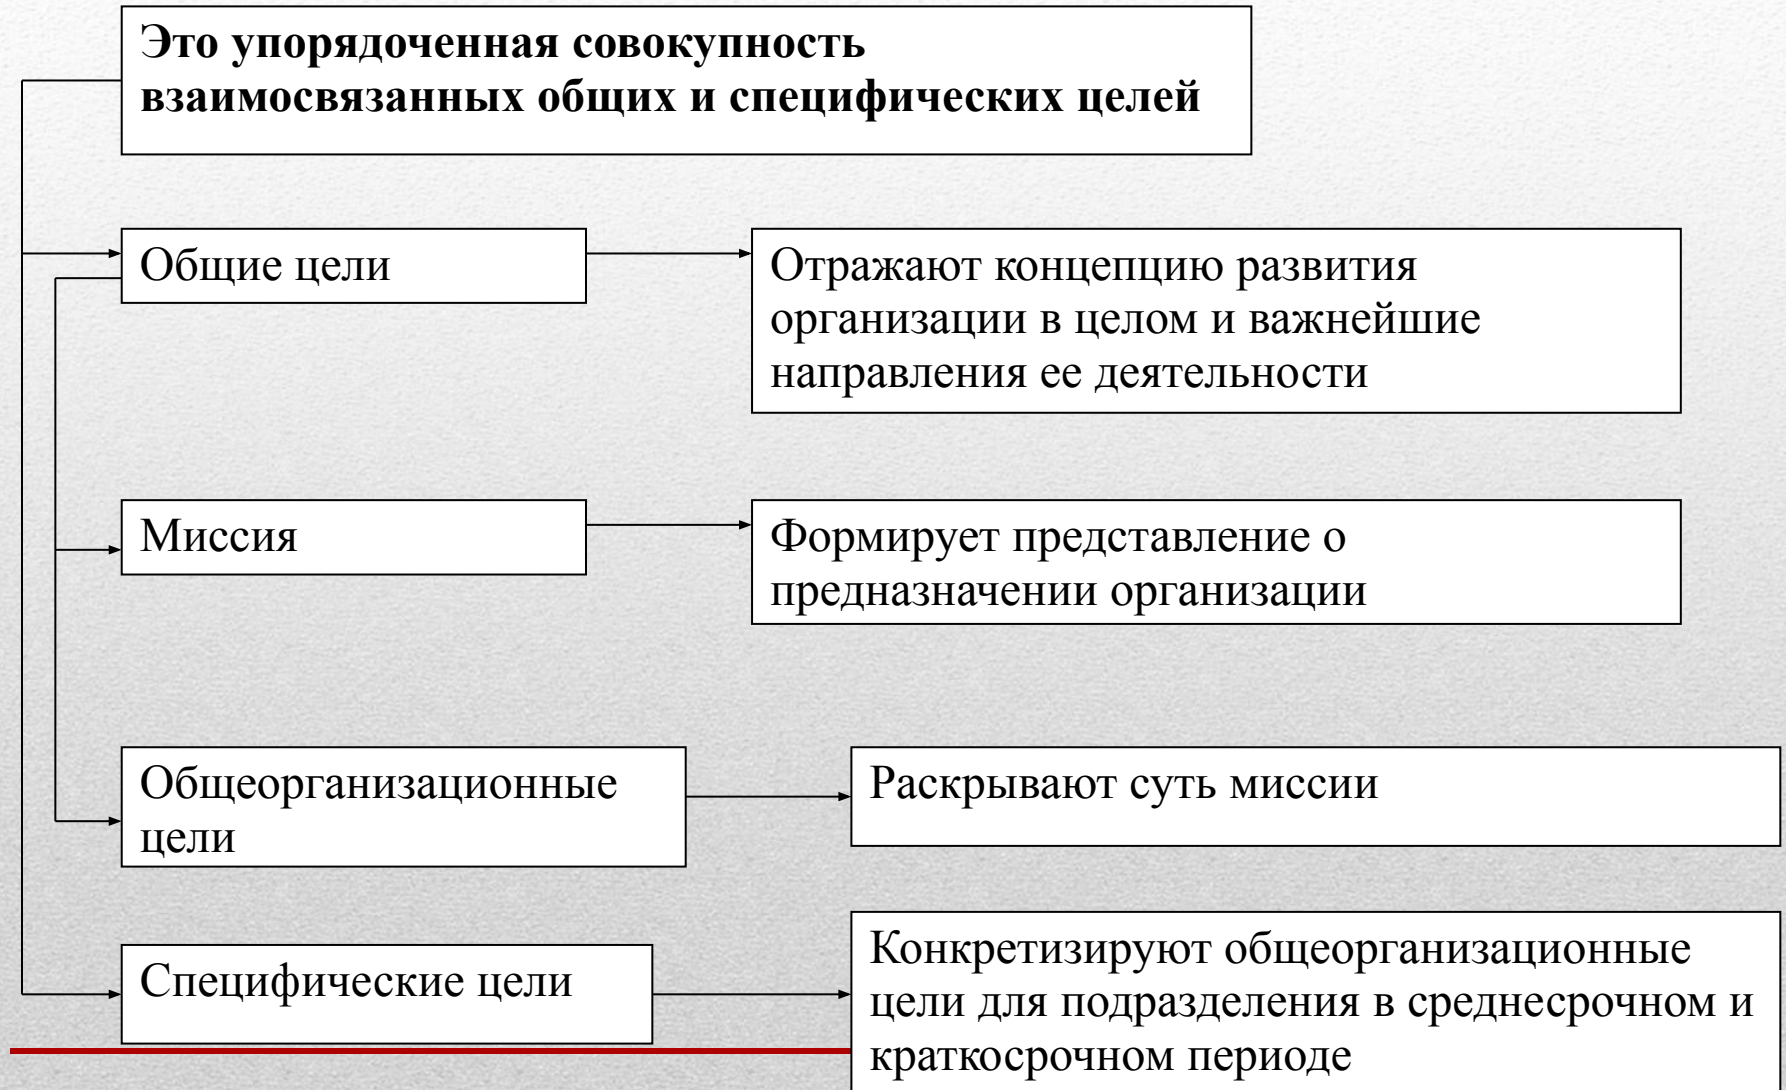 Это упорядоченная совокупность
взаимосвязанных общих и специфических целей
Общие цели
Отражают концепцию развития
организации в целом и важнейшие
направления ее деятельности
Миссия
Формирует представление о
предназначении организации
Общеорганизационные
цели
Раскрывают суть миссии
Специфические цели
Конкретизируют общеорганизационные
цели для подразделения в среднесрочном и
краткосрочном периоде